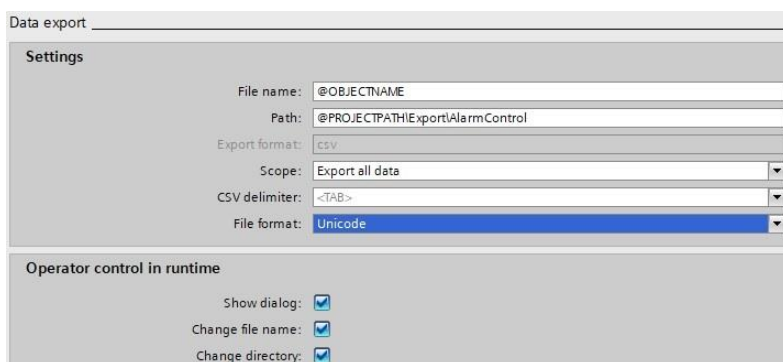 Data export
Settings
File name: @OBJECTNAME
Path: @PROJECTPATH\Export\AlarmControl
Export format: csv
Scope: Export all data
CSV delimiter: <TAB>
File format: Unicode
Operator control in runtime
Show dialog:
Change file name:
Change directory: